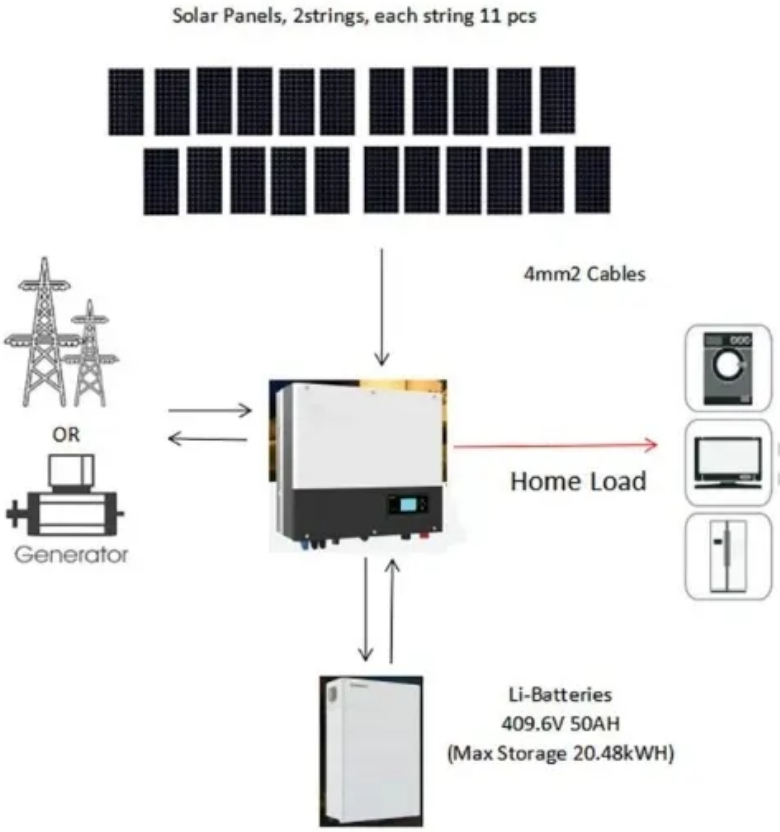 Solar Panels, 2strings, each string 11 pcs
4mm2 Cables
OR
Generator
Home Load
Li-Batteries
409.6V 50AH
(Max Storage 20.48kWH)